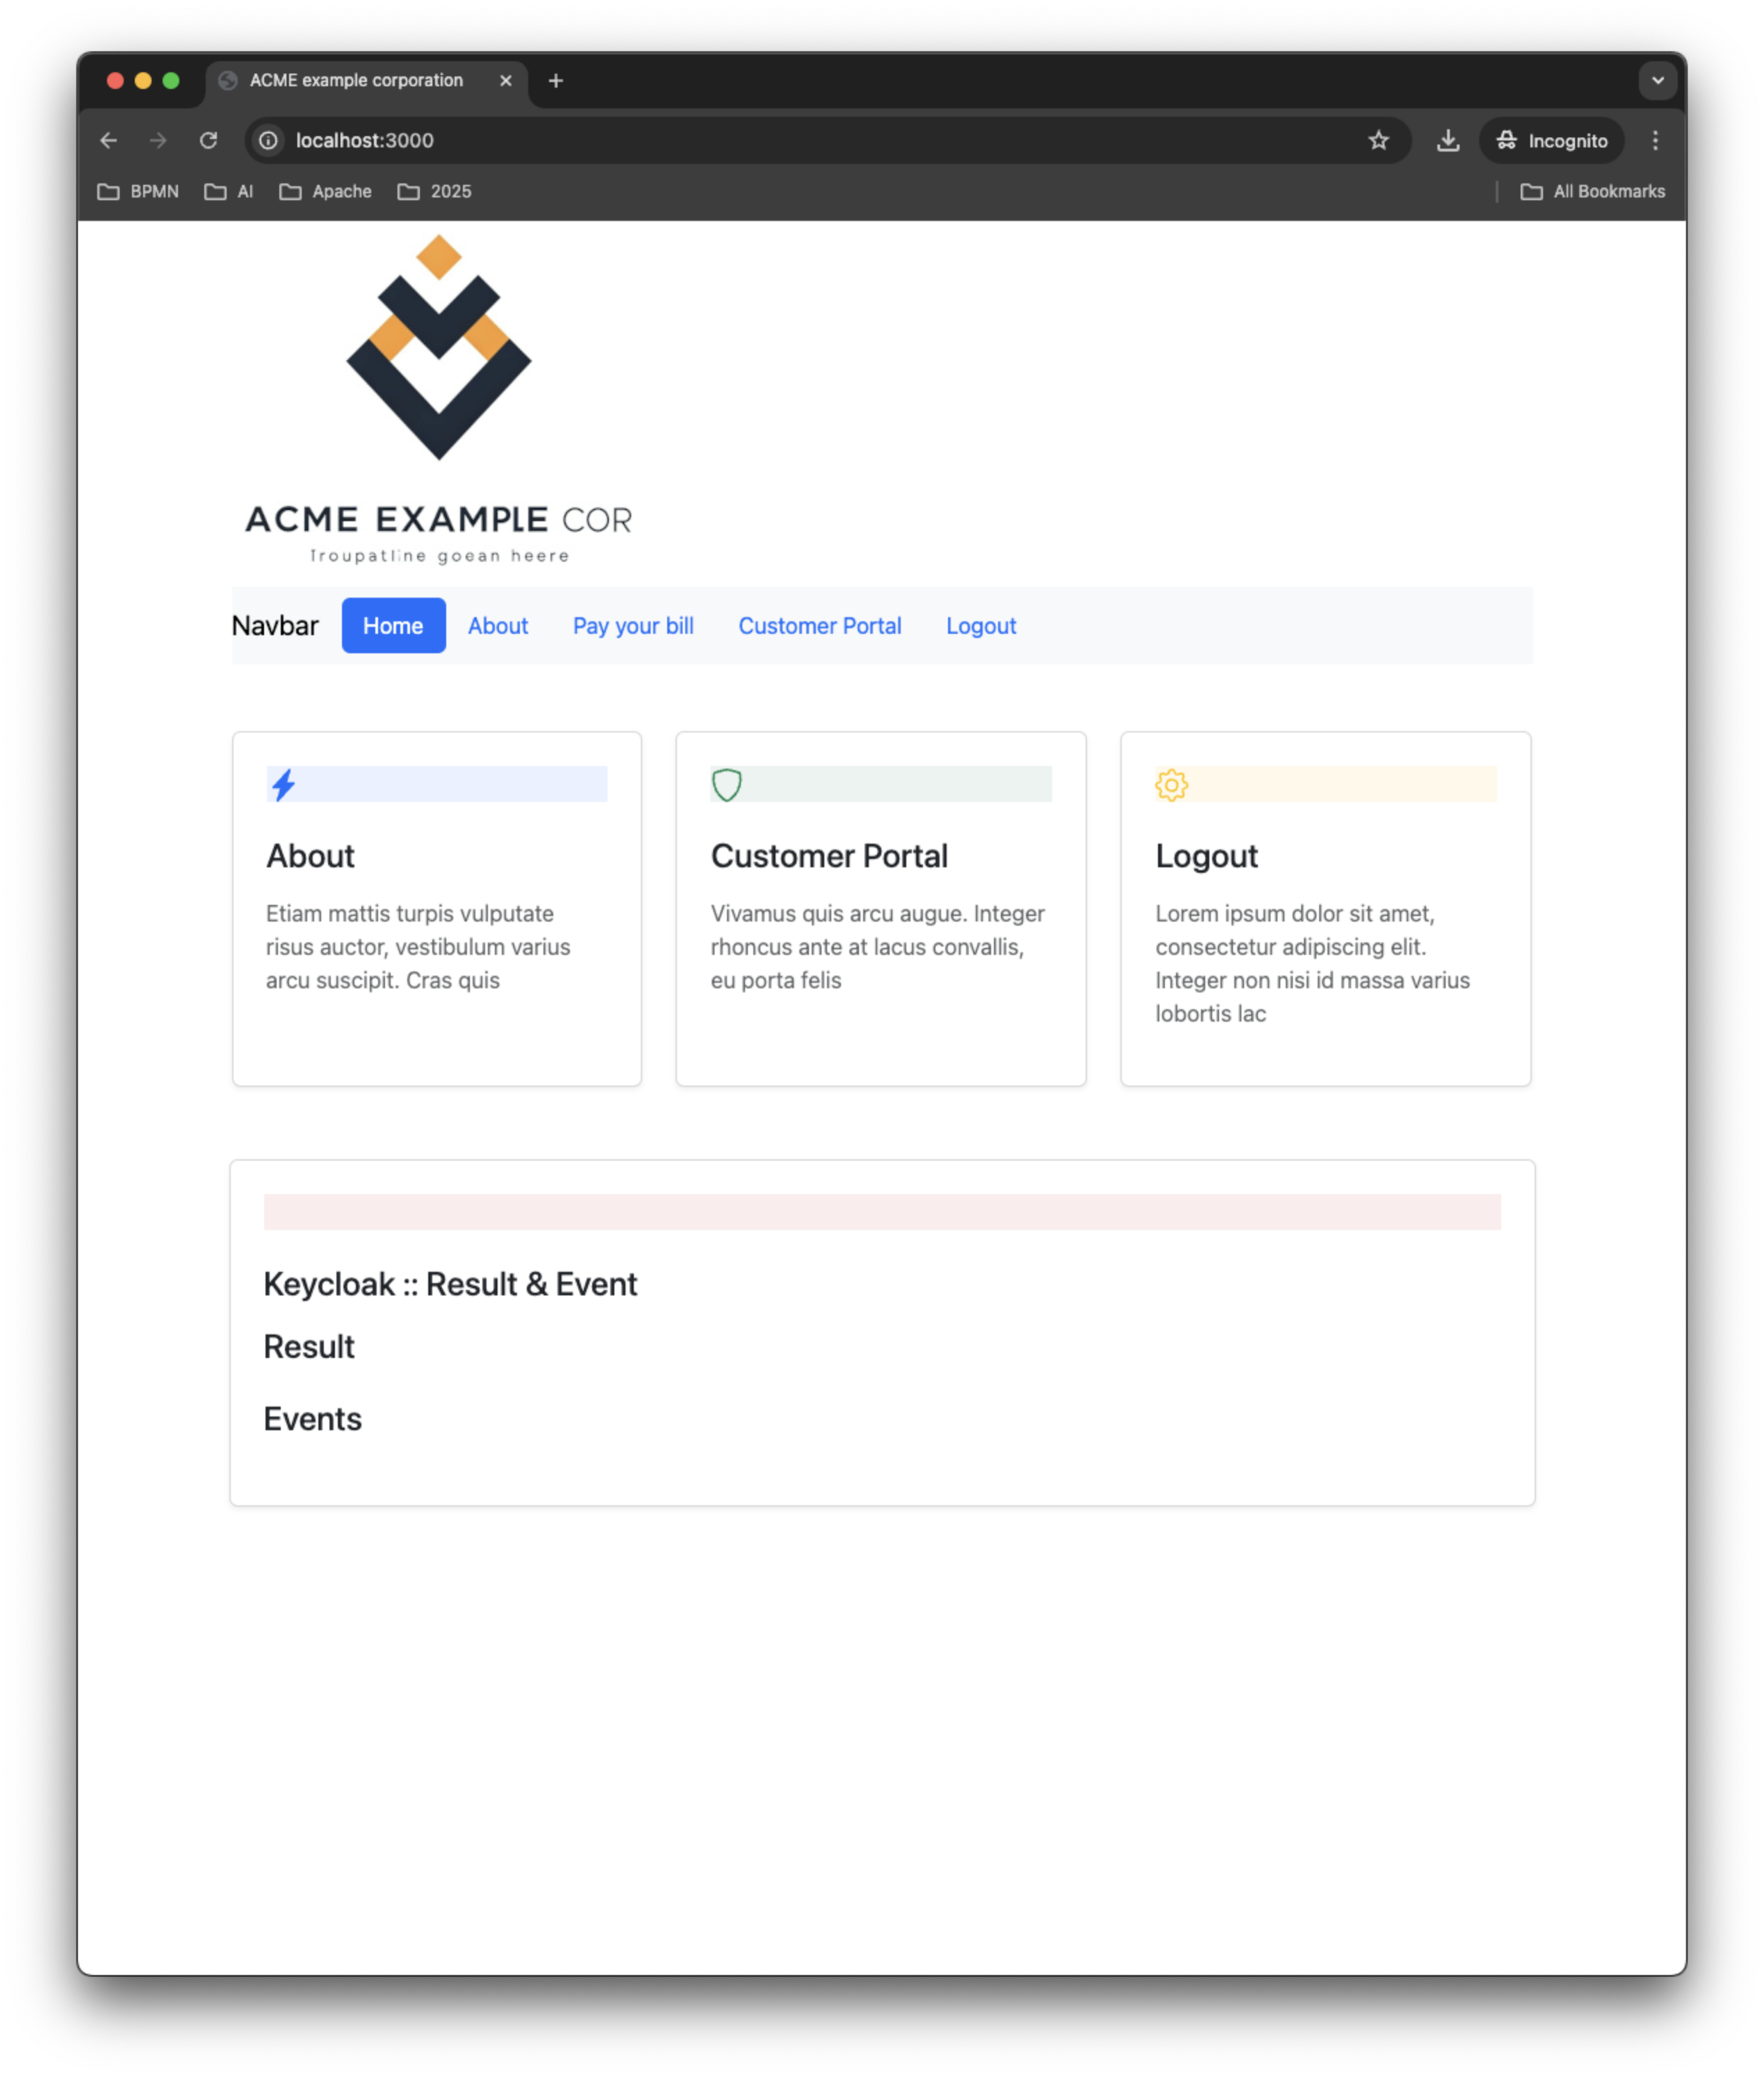 ACME example corporation
localhost:3000
Incognito
BPMN AI Apache 2025 All Bookmarks
ACME EXAMPLE COR
Troupatline goean heere
Navbar Home About Pay your bill Customer Portal Logout
About
Etiam mattis turpis vulputate
risus auctor, vestibulum varius
arcu suscipit. Cras quis
Customer Portal
Vivamus quis arcu augue. Integer
rhoncus ante at lacus convallis,
eu porta felis
Logout
Lorem ipsum dolor sit amet,
consectetur adipiscing elit.
Integer non nisi id massa varius
lobortis lac
Keycloak :: Result & Event
Result
Events